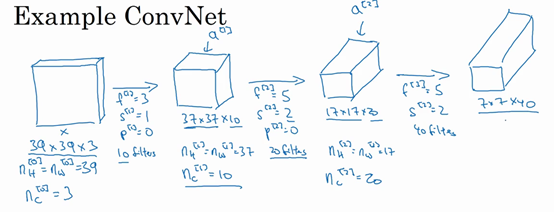 Example ConvNet
a^[1]
a^[2]
f^[1] = 3
s^[1] = 1
p^[1] = 0
10 filters
f^[2] = 5
s^[2] = 2
p^[2] = 0
20 filters
f^[3] = 5
s^[3] = 2
40 filters
x
39 x 39 x 3
n_H^[0] = n_W^[0] = 39
n_C^[0] = 3
37 x 37 x 10
n_H^[1] = n_W^[1] = 37
n_C^[1] = 10
17 x 17 x 20
n_H^[2] = n_W^[2] = 17
n_C^[2] = 20
7 x 7 x 40